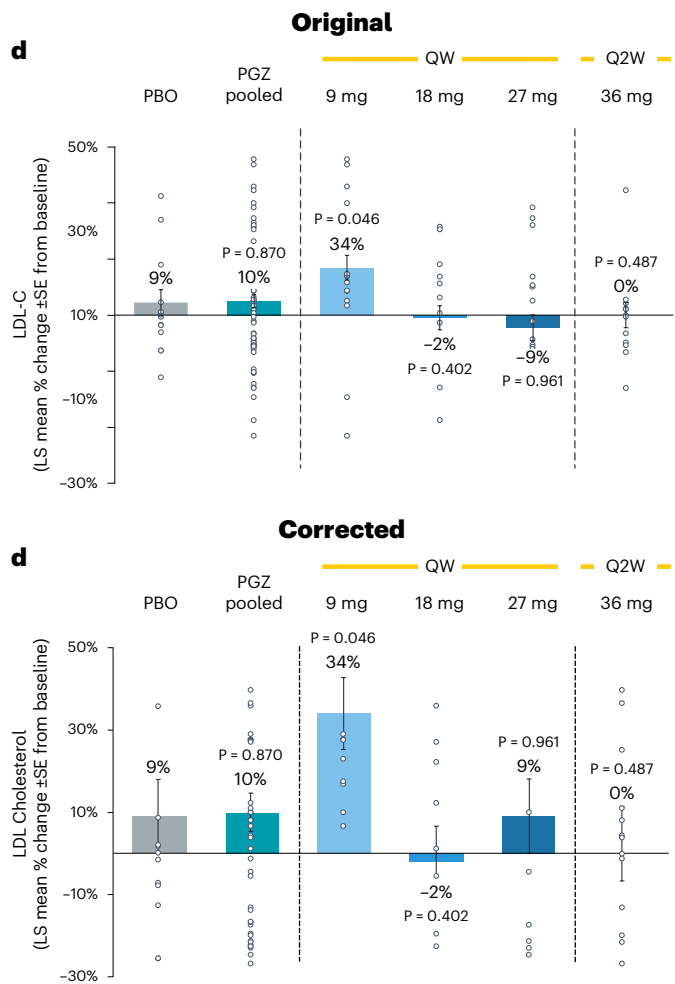 Original
d
QW
Q2W
PBO
PGZ
pooled
9 mg
18 mg
27 mg
36 mg
LDL-C
(LS mean % change ±SE from baseline)
50%
30%
10%
–10%
–30%
9%
P = 0.870
10%
P = 0.046
34%
–2%
P = 0.402
–9%
P = 0.961
P = 0.487
0%
Corrected
d
QW
Q2W
PBO
PGZ
pooled
9 mg
18 mg
27 mg
36 mg
LDL Cholesterol
(LS mean % change ±SE from baseline)
50%
30%
10%
–10%
–30%
9%
P = 0.870
10%
P = 0.046
34%
–2%
P = 0.402
P = 0.961
9%
P = 0.487
0%